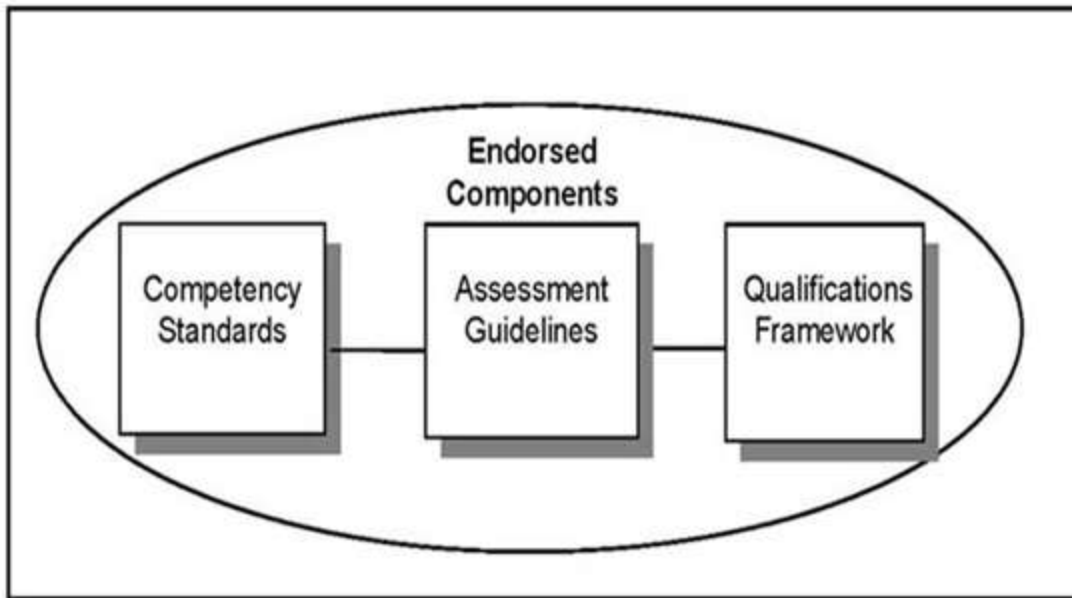 Endorsed
Components
Competency
Standards
Assessment
Guidelines
Qualifications
Framework